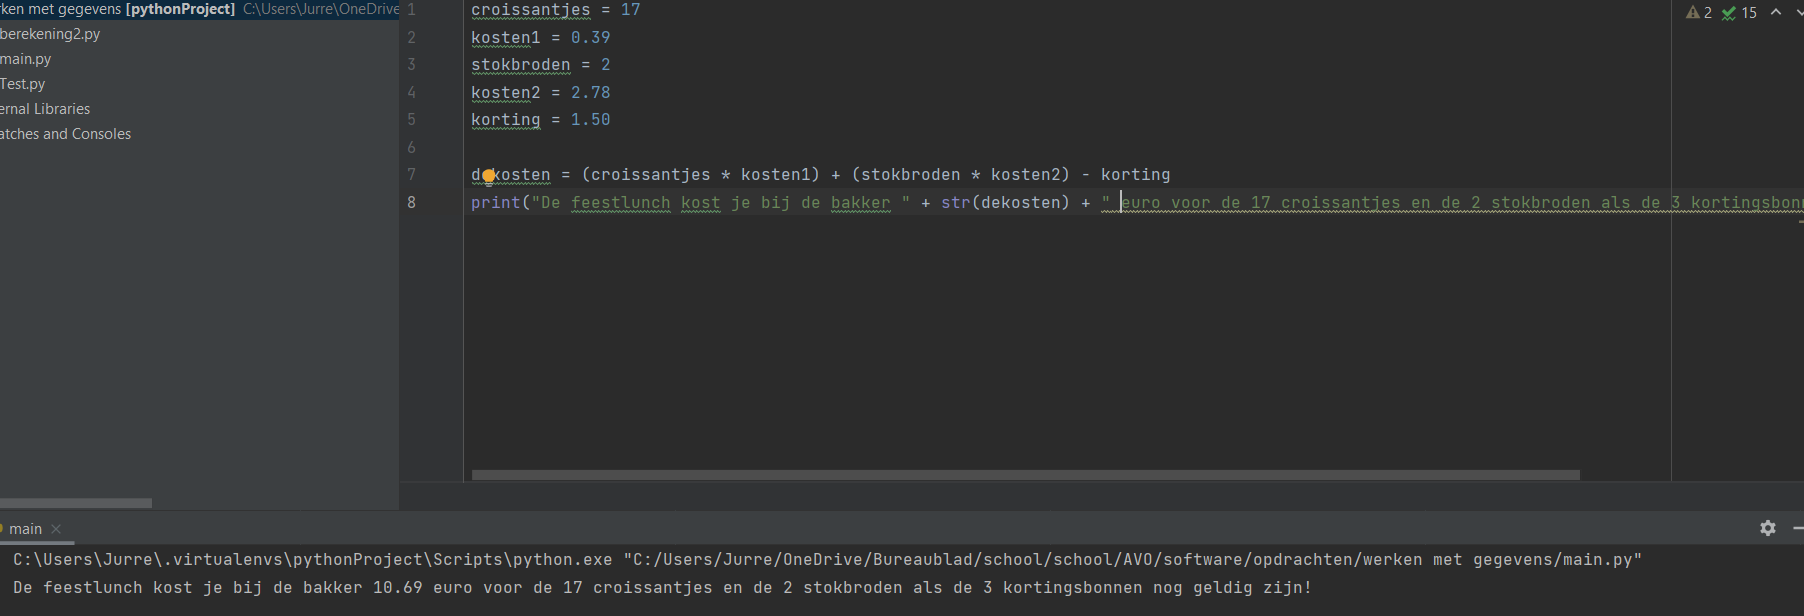 rken met gegevens [pythonProject] C:\Users\Jurre\OneDrive
berekening2.py
main.py
Test.py
ernal Libraries
atches and Consoles
1 croissantjes = 17
2 kosten1 = 0.39
3 stokbroden = 2
4 kosten2 = 2.78
5 korting = 1.50
6
7 dekosten = (croissantjes * kosten1) + (stokbroden * kosten2) - korting
8 print("De feestlunch kost je bij de bakker " + str(dekosten) + " euro voor de 17 croissantjes en de 2 stokbroden als de 3 kortingsbonn
2 15
main
C:\Users\Jurre\.virtualenvs\pythonProject\Scripts\python.exe "C:/Users/Jurre/OneDrive/Bureaublad/school/school/AVO/software/opdrachten/werken met gegevens/main.py"
De feestlunch kost je bij de bakker 10.69 euro voor de 17 croissantjes en de 2 stokbroden als de 3 kortingsbonnen nog geldig zijn!